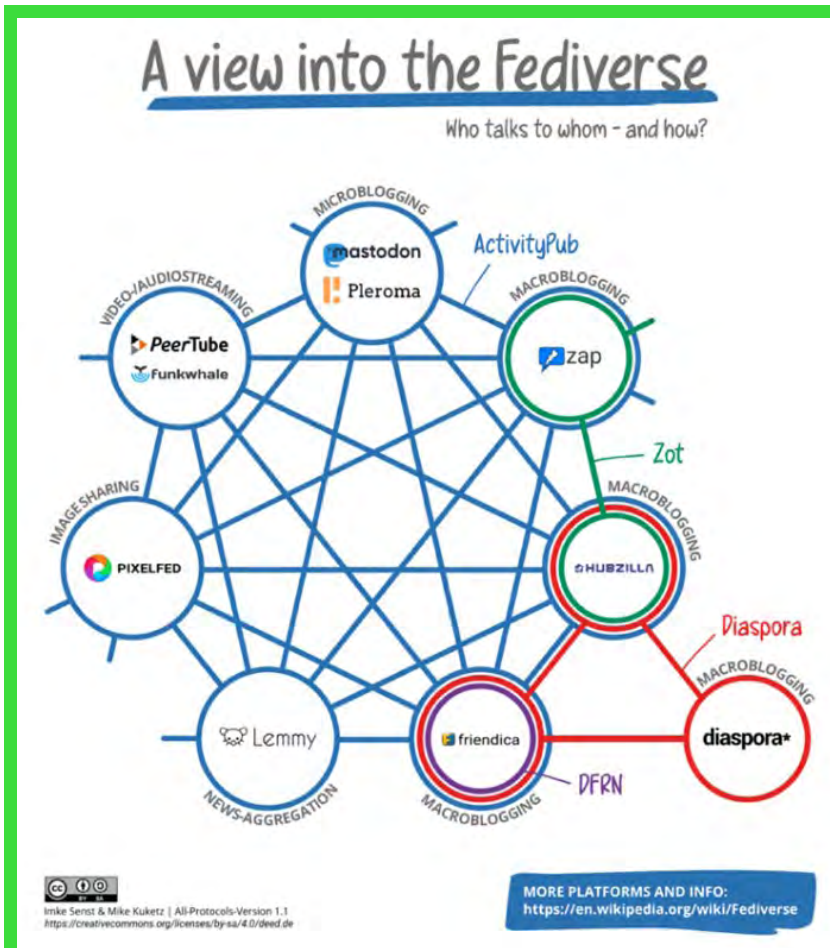 A view into the Fediverse
Who talks to whom - and how?
MICROBLOGGING
mastodon
Pleroma
ActivityPub
VIDEO-/AUDIOSTREAMING
PeerTube
funkwhale
MACROBLOGGING
zap
Zot
IMAGE SHARING
PIXELFED
MACROBLOGGING
HUBZILLA
Diaspora
MACROBLOGGING
diaspora*
Lemmy
NEWS-AGGREGATION
friendica
MACROBLOGGING
DFRN
cc
BY SA
Imke Senst & Mike Kuketz | All-Protocols-Version 1.1
https://creativecommons.org/licenses/by-sa/4.0/deed.de
MORE PLATFORMS AND INFO:
https://en.wikipedia.org/wiki/Fediverse